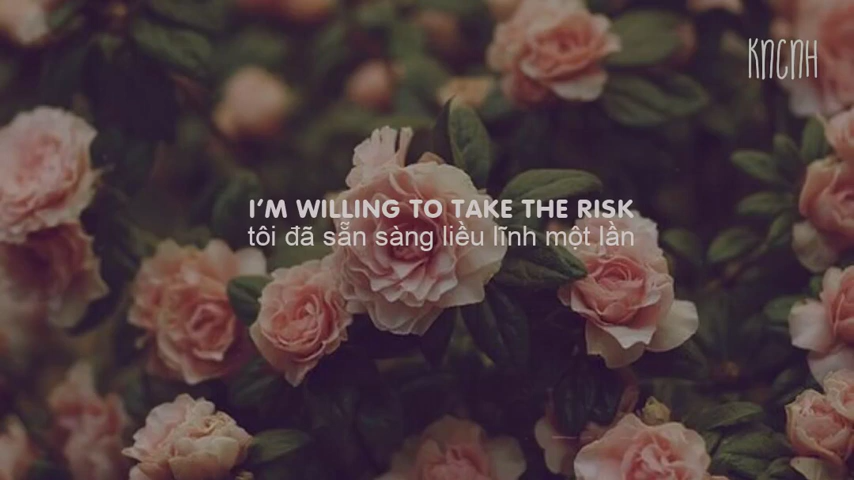 KNCNH
I'M WILLING TO TAKE THE RISK
tôi đã sẵn sàng liều lĩnh một lần